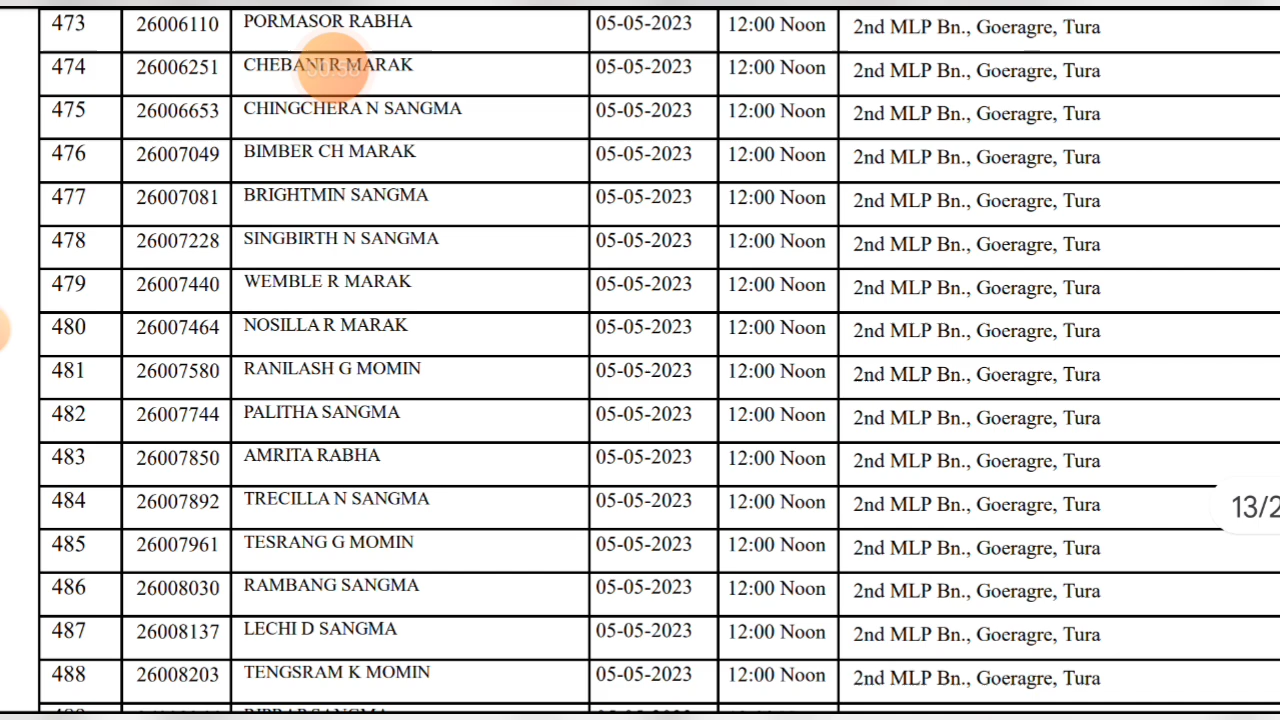 473 26006110 PORMASOR RABHA 05-05-2023 12:00 Noon 2nd MLP Bn., Goeragre, Tura
474 26006251 CHEBANI R MARAK 05-05-2023 12:00 Noon 2nd MLP Bn., Goeragre, Tura
475 26006653 CHINGCHERA N SANGMA 05-05-2023 12:00 Noon 2nd MLP Bn., Goeragre, Tura
476 26007049 BIMBER CH MARAK 05-05-2023 12:00 Noon 2nd MLP Bn., Goeragre, Tura
477 26007081 BRIGHTMIN SANGMA 05-05-2023 12:00 Noon 2nd MLP Bn., Goeragre, Tura
478 26007228 SINGBIRTH N SANGMA 05-05-2023 12:00 Noon 2nd MLP Bn., Goeragre, Tura
479 26007440 WEMBLE R MARAK 05-05-2023 12:00 Noon 2nd MLP Bn., Goeragre, Tura
480 26007464 NOSILLA R MARAK 05-05-2023 12:00 Noon 2nd MLP Bn., Goeragre, Tura
481 26007580 RANILASH G MOMIN 05-05-2023 12:00 Noon 2nd MLP Bn., Goeragre, Tura
482 26007744 PALITHA SANGMA 05-05-2023 12:00 Noon 2nd MLP Bn., Goeragre, Tura
483 26007850 AMRITA RABHA 05-05-2023 12:00 Noon 2nd MLP Bn., Goeragre, Tura
484 26007892 TRECILLA N SANGMA 05-05-2023 12:00 Noon 2nd MLP Bn., Goeragre, Tura
13/2
485 26007961 TESRANG G MOMIN 05-05-2023 12:00 Noon 2nd MLP Bn., Goeragre, Tura
486 26008030 RAMBANG SANGMA 05-05-2023 12:00 Noon 2nd MLP Bn., Goeragre, Tura
487 26008137 LECHI D SANGMA 05-05-2023 12:00 Noon 2nd MLP Bn., Goeragre, Tura
488 26008203 TENGSRAM K MOMIN 05-05-2023 12:00 Noon 2nd MLP Bn., Goeragre, Tura